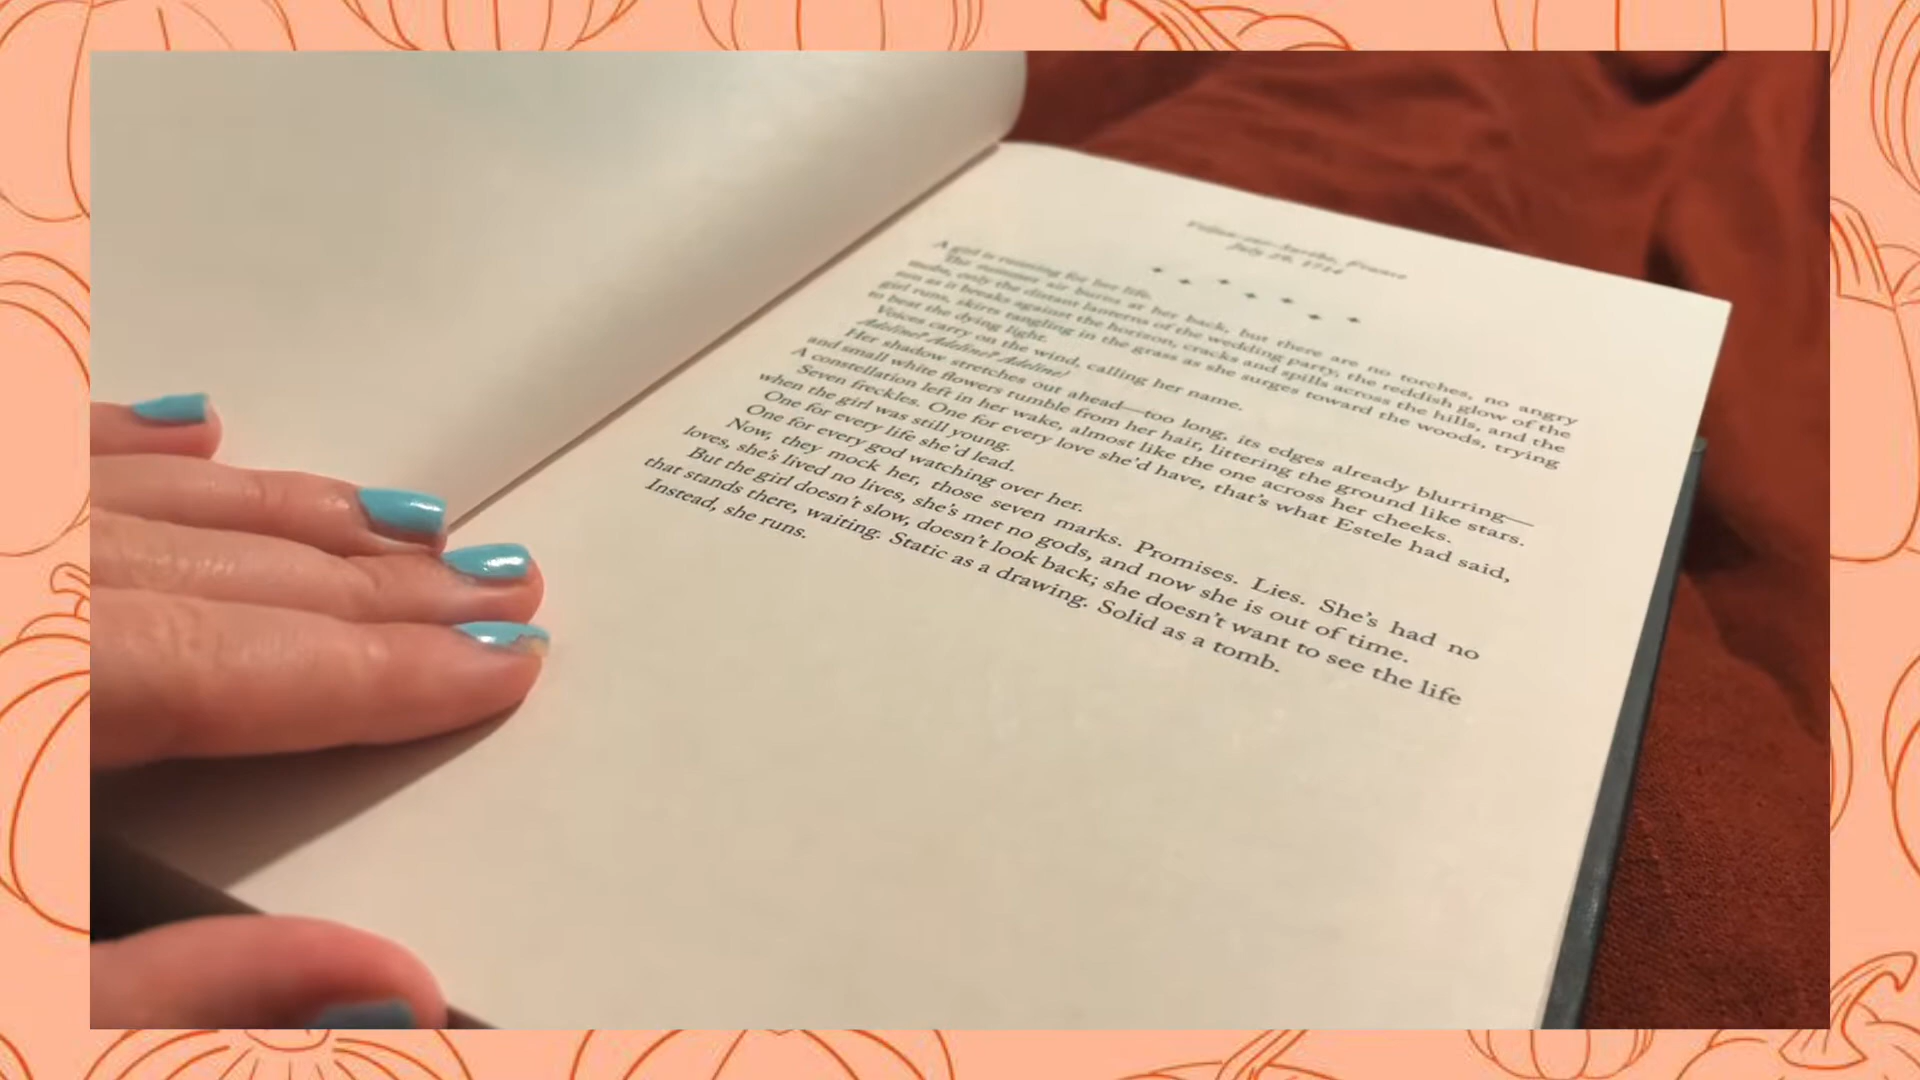 Villon-sur-Sarthe, France
July 29, 1714
A girl is running for her life.
The summer air burns at her back, but there are no torches, no angry
mobs, only the distant lanterns of the wedding party, the reddish glow of the
sun as it breaks against the horizon, cracks and spills across the hills, and the
girl runs, skirts tangling in the grass as she surges toward the woods, trying
to beat the dying light.
Voices carry on the wind, calling her name.
Adeline? Adeline? Adeline!
Her shadow stretches out ahead—too long, its edges already blurring—
and small white flowers tumble from her hair, littering the ground like stars.
A constellation left in her wake, almost like the one across her cheeks.
Seven freckles. One for every love she'd have, that's what Estele had said,
when the girl was still young.
One for every life she'd lead.
One for every god watching over her.
Now, they mock her, those seven marks. Promises. Lies. She's had no
loves, she's lived no lives, she's met no gods, and now she is out of time.
But the girl doesn't slow, doesn't look back; she doesn't want to see the life
that stands there, waiting. Static as a drawing. Solid as a tomb.
Instead, she runs.